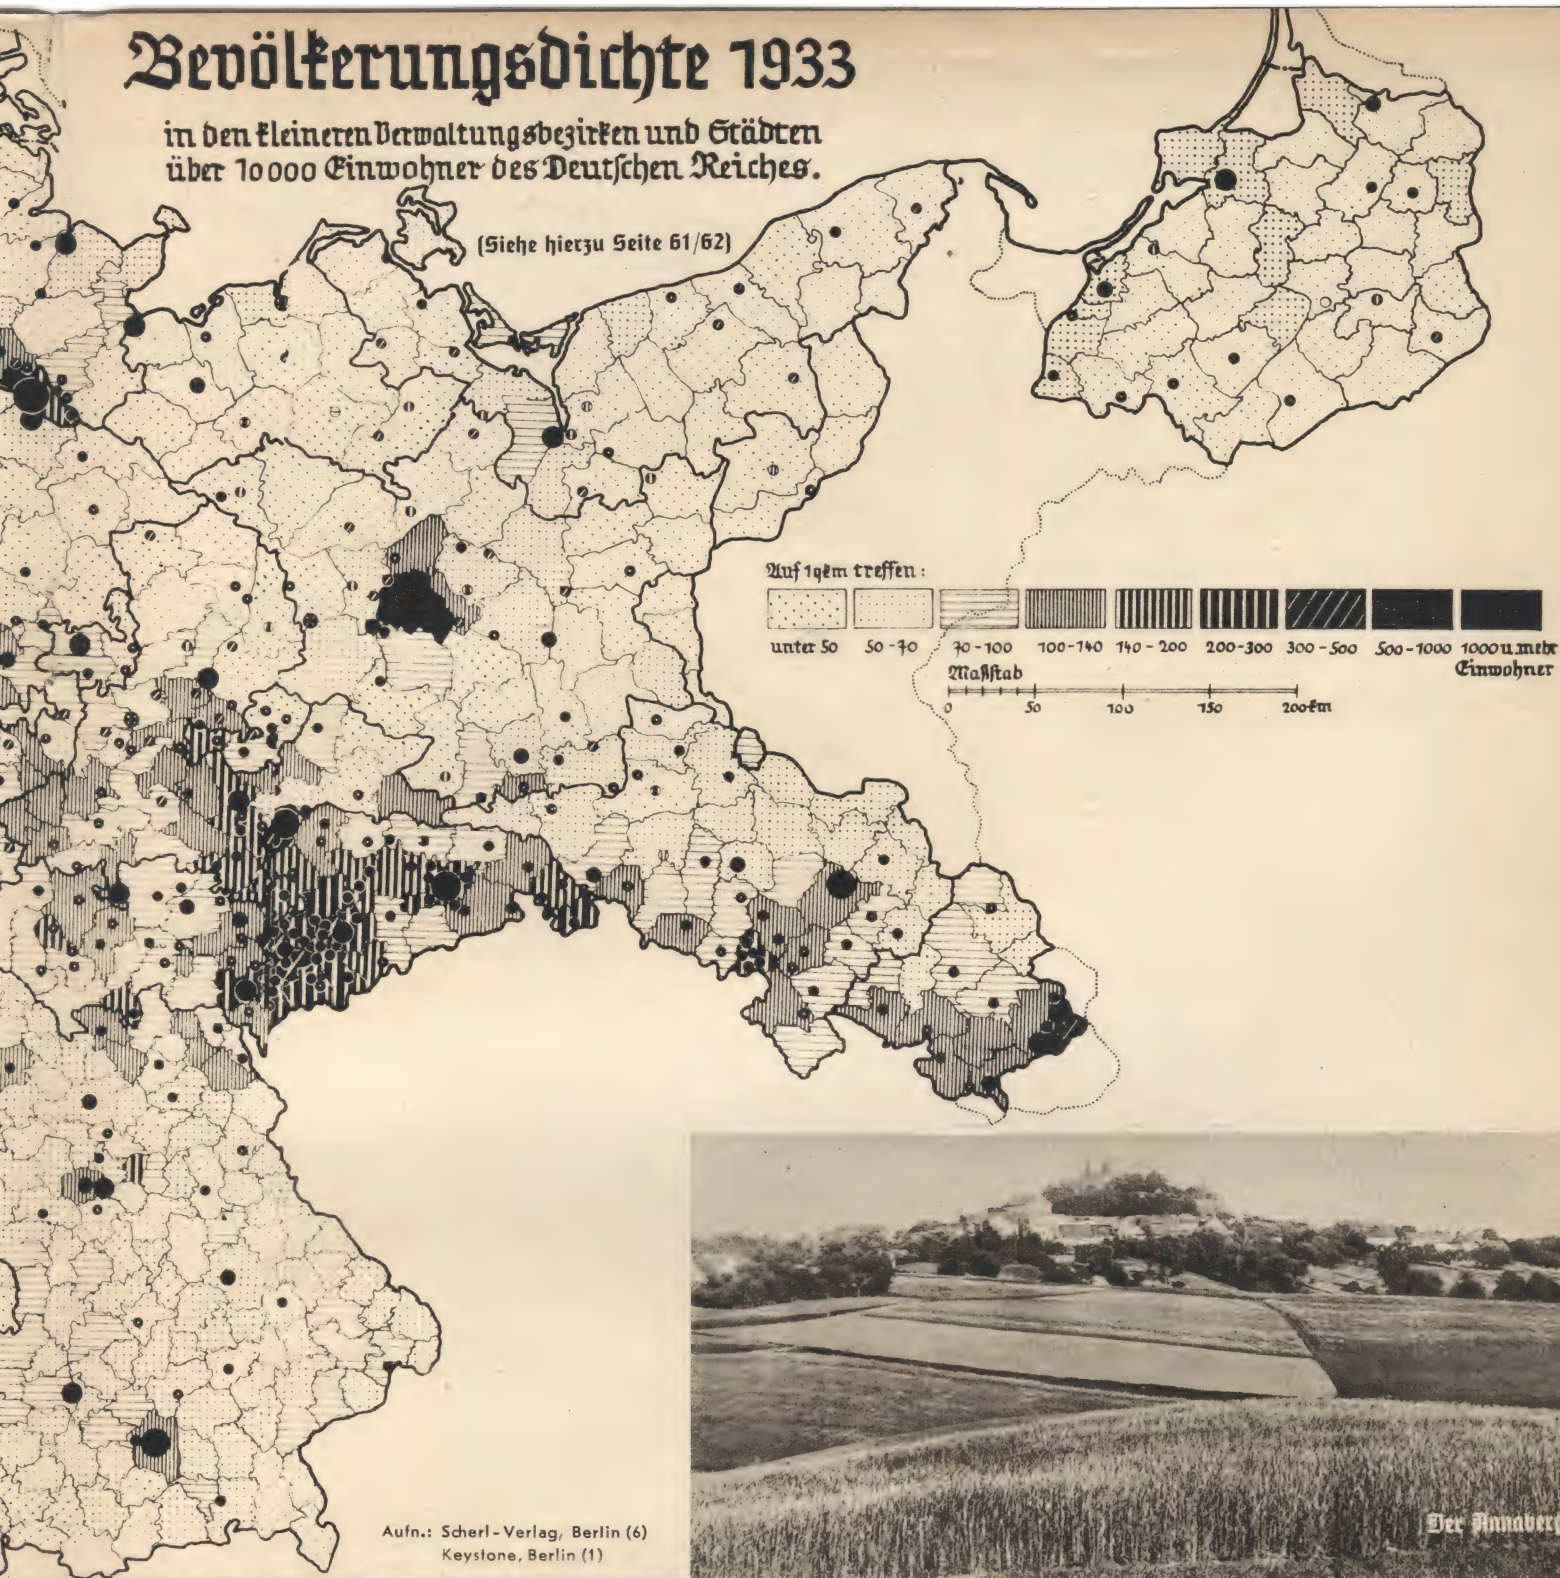 Bevölkerungsdichte 1933
in den kleineren Verwaltungsbezirken und Städten
über 10000 Einwohner des Deutschen Reiches.
(Siehe hierzu Seite 61/62)
Auf 1qkm treffen:
unter 50 50-70 70-100 100-140 140-200 200-300 300-500 500-1000 1000 u. mehr
Einwohner
Maßstab
0 50 100 150 200km
Aufn.: Scherl-Verlag, Berlin (6)
Keystone, Berlin (1)
Der Annaberg